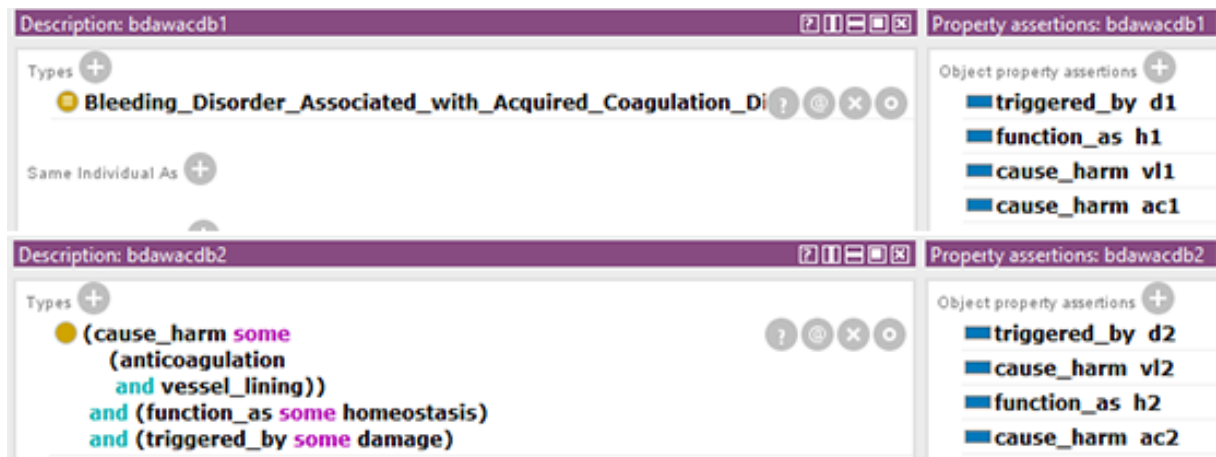 Description: bdawacdb1
Types
Bleeding_Disorder_Associated_with_Acquired_Coagulation_Di
Same Individual As
Property assertions: bdawacdb1
Object property assertions
triggered_by d1
function_as h1
cause_harm vl1
cause_harm ac1
Description: bdawacdb2
Types
(cause_harm some
(anticoagulation
and vessel_lining))
and (function_as some homeostasis)
and (triggered_by some damage)
Property assertions: bdawacdb2
Object property assertions
triggered_by d2
cause_harm vl2
function_as h2
cause_harm ac2